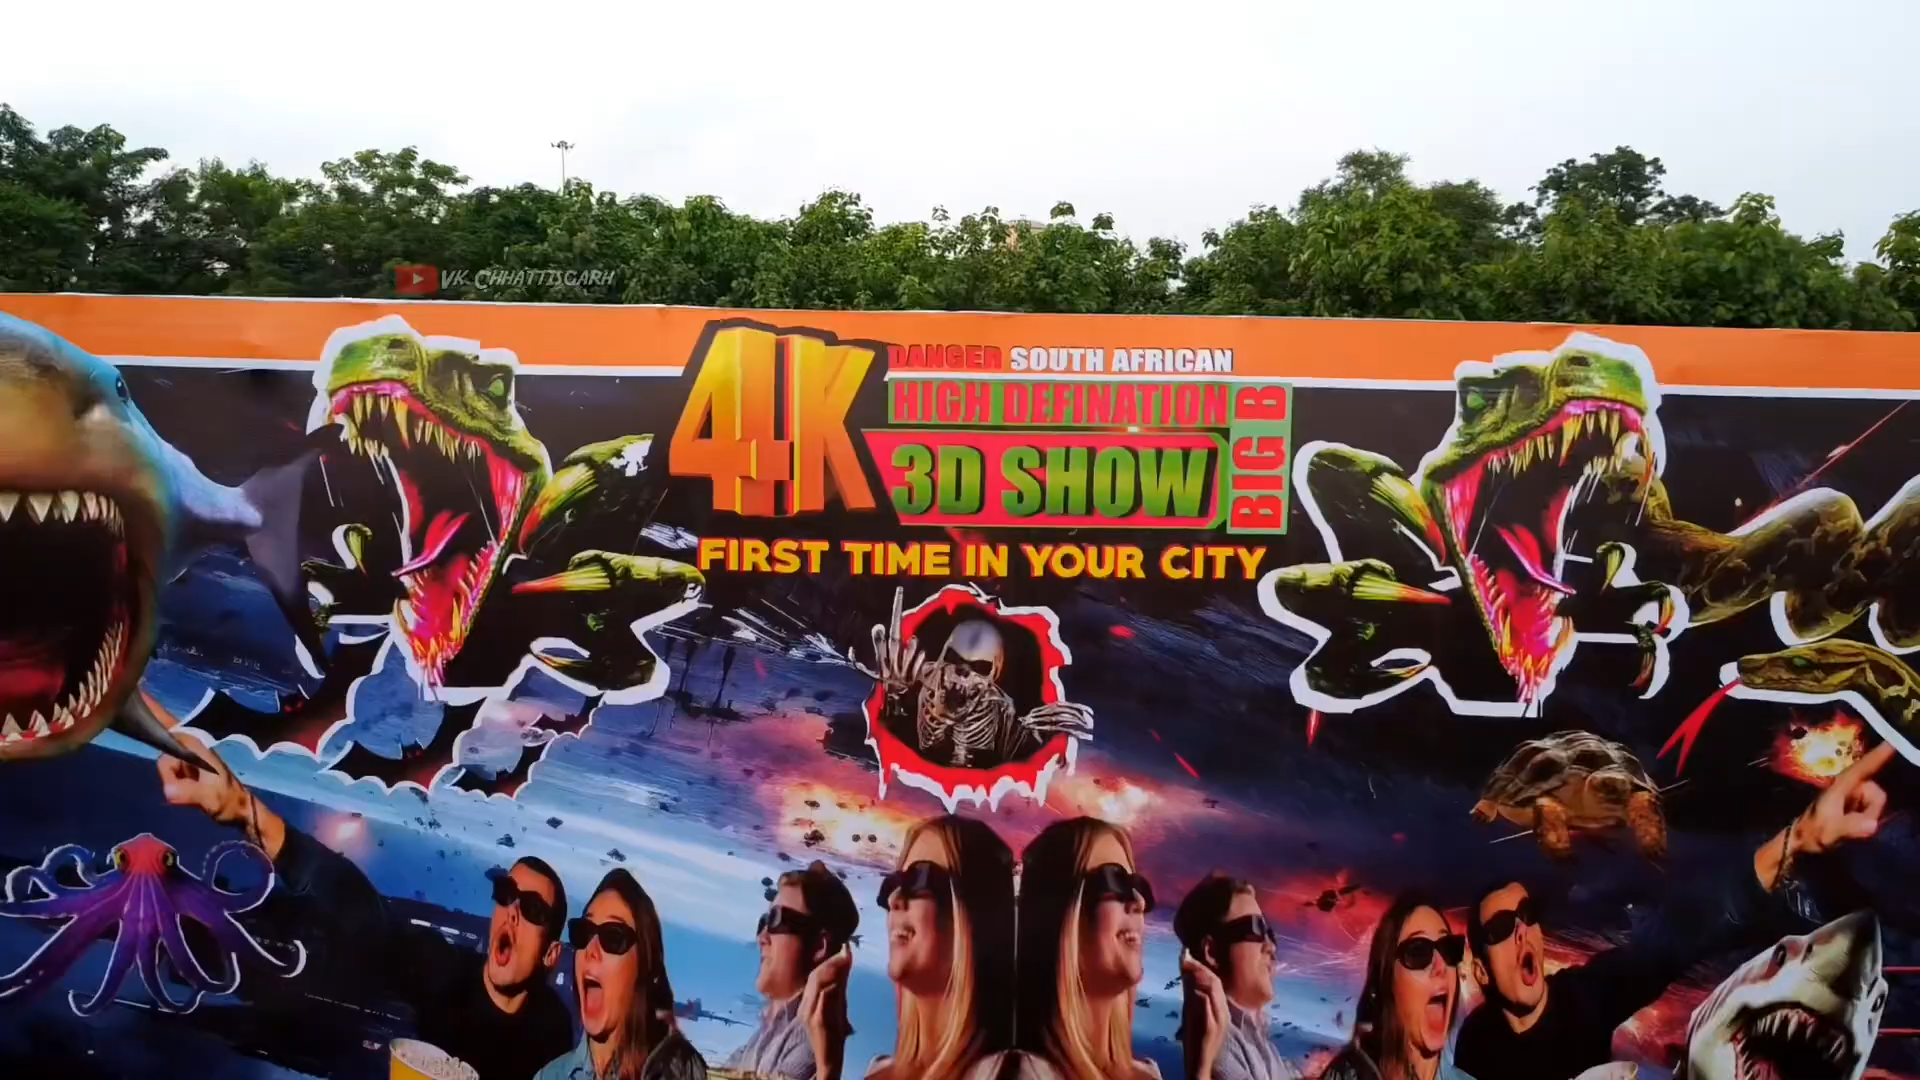 VK CHHATTISGARH
4K
DANGER SOUTH AFRICAN
HIGH DEFINATION
3D SHOW
BIG B
FIRST TIME IN YOUR CITY